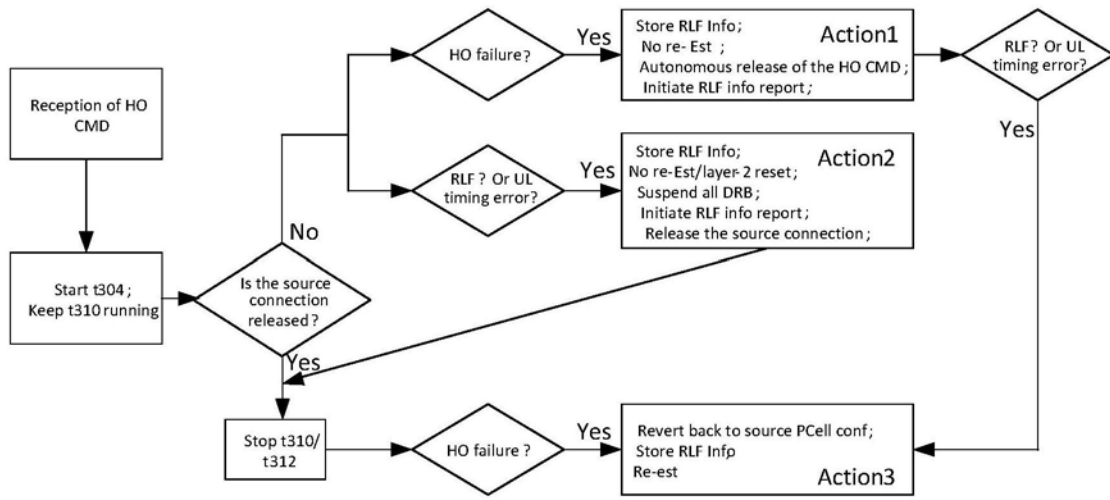 Reception of HO
CMD
Start t304;
Keep t310 running
Is the source
connection
released?
No
Yes
HO failure?
Yes
Store RLF Info;
No re-Est ;
Autonomous release of the HO CMD;
Initiate RLF info report;
Action1
RLF? Or UL
timing error?
Yes
RLF? Or UL
timing error?
Yes
Store RLF Info;
No re-Est/layer-2 reset;
Suspend all DRB;
Initiate RLF info report;
Release the source connection;
Action2
Stop t310/
t312
HO failure?
Yes
Revert back to source PCell conf;
Store RLF Info;
Re-est
Action3